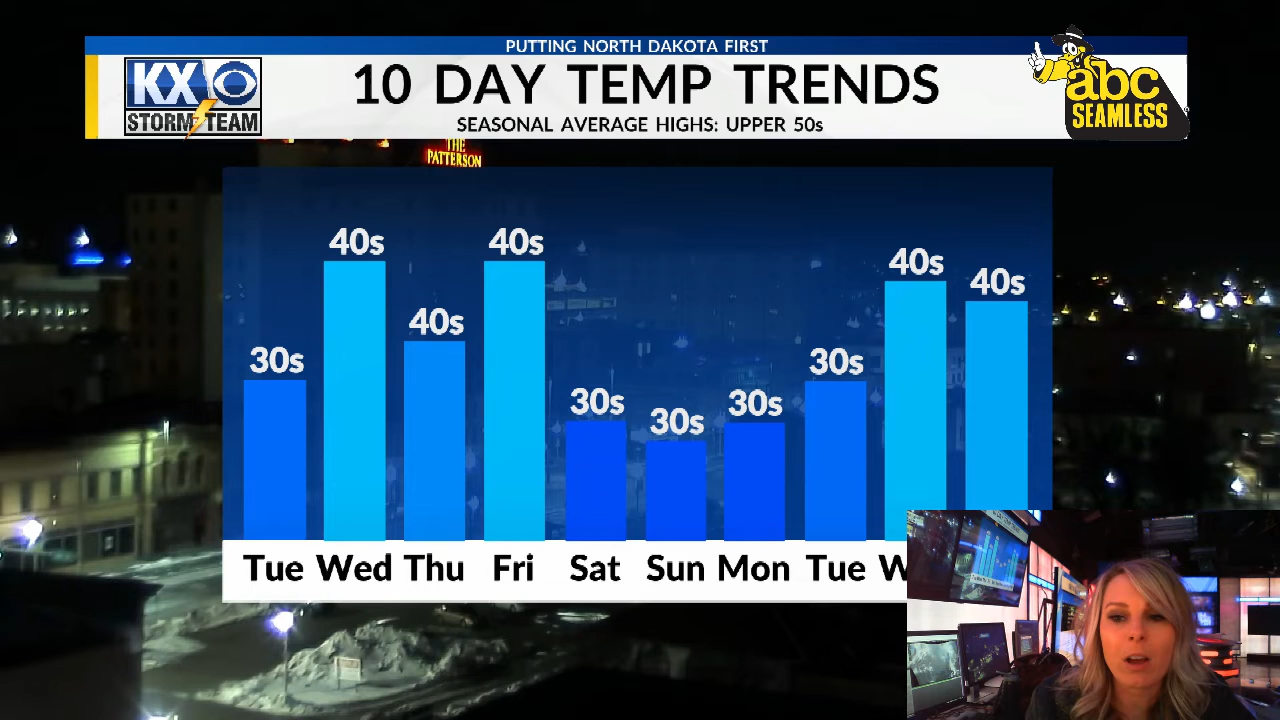 PUTTING NORTH DAKOTA FIRST
KX
STORM TEAM
10 DAY TEMP TRENDS
SEASONAL AVERAGE HIGHS: UPPER 50s
abc
SEAMLESS
THE
PATTERSON
30s 40s 40s 40s 30s 30s 30s 30s 40s 40s
Tue Wed Thu Fri Sat Sun Mon Tue W